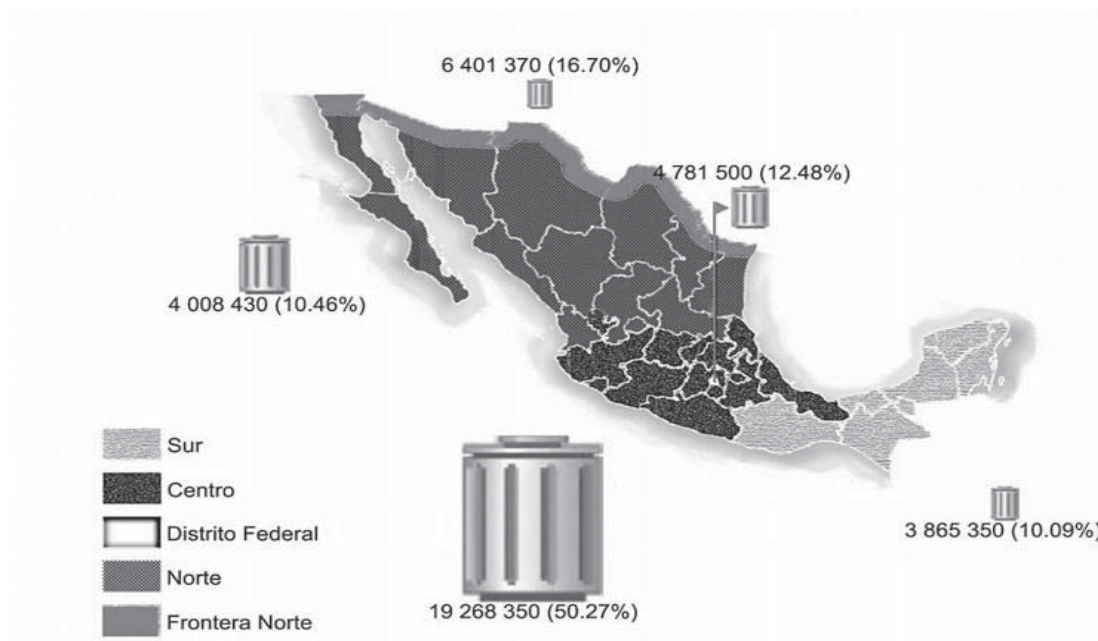 6 401 370 (16.70%)
4 781 500 (12.48%)
4 008 430 (10.46%)
Sur
Centro
Distrito Federal
Norte
Frontera Norte
19 268 350 (50.27%)
3 865 350 (10.09%)